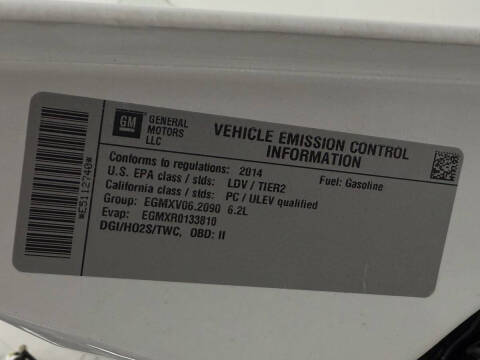 GM
GENERAL
MOTORS
LLC
VEHICLE EMISSION CONTROL
INFORMATION
Conforms to regulations: 2014 Fuel: Gasoline
U.S. EPA class / stds: LDV / TIER2
California class / stds: PC / ULEV qualified
Group: EGMXV06.2090 6.2L
Evap: EGMXR0133810
DGI/HO2S/TWC, OBD: II
*E5112740*